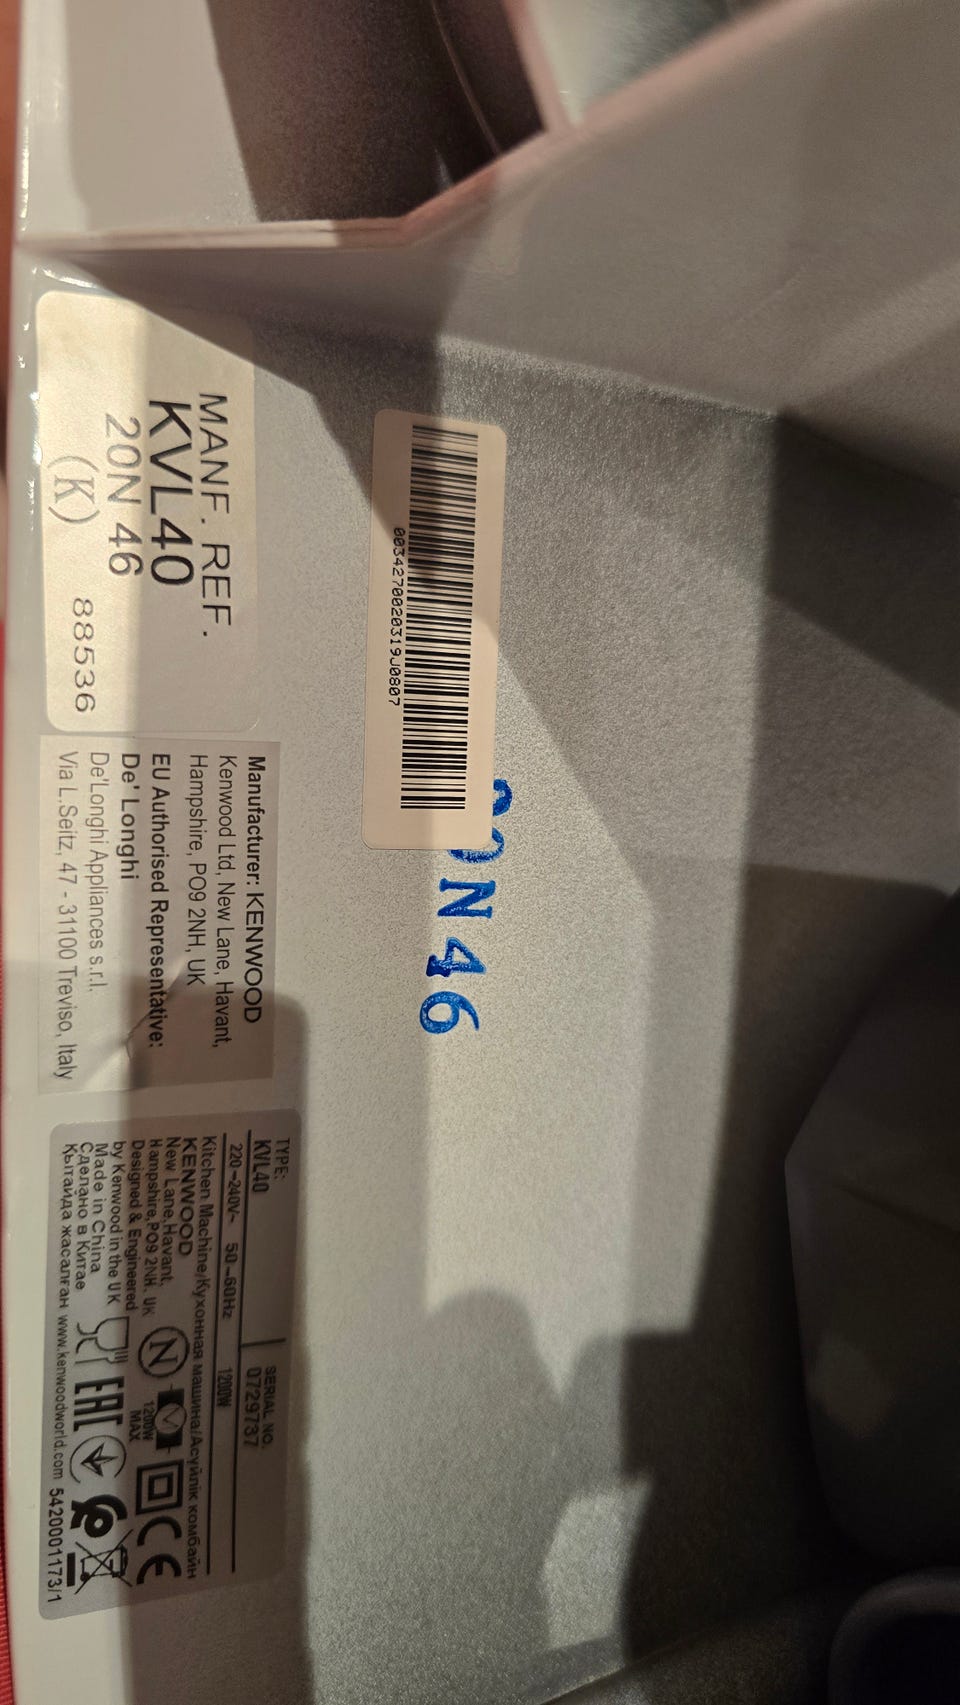 MANF. REF.
KVL40
20N 46
(K) 88536
0034270020319J0807
N46
Manufacturer: KENWOOD
Kenwood Ltd, New Lane, Havant,
Hampshire, PO9 2NH, UK
EU Authorised Representative:
De' Longhi
De'Longhi Appliances s.r.l.
Via L.Seitz, 47 - 31100 Treviso, Italy
TYPE:
KVL40
SERIAL NO.
0729737
220-240V~ 50-60Hz 1200W
Kitchen Machine/Кухонная машина/Асүйлік комбайн
KENWOOD
New Lane,Havant,
Hampshire,PO9 2NH, UK
Designed & Engineered
by Kenwood in the UK
Made in China
Сделано в Китае
Қытайда жасалған www.kenwoodworld.com 5420001173/1
N
1200W
MAX
CE
EAC